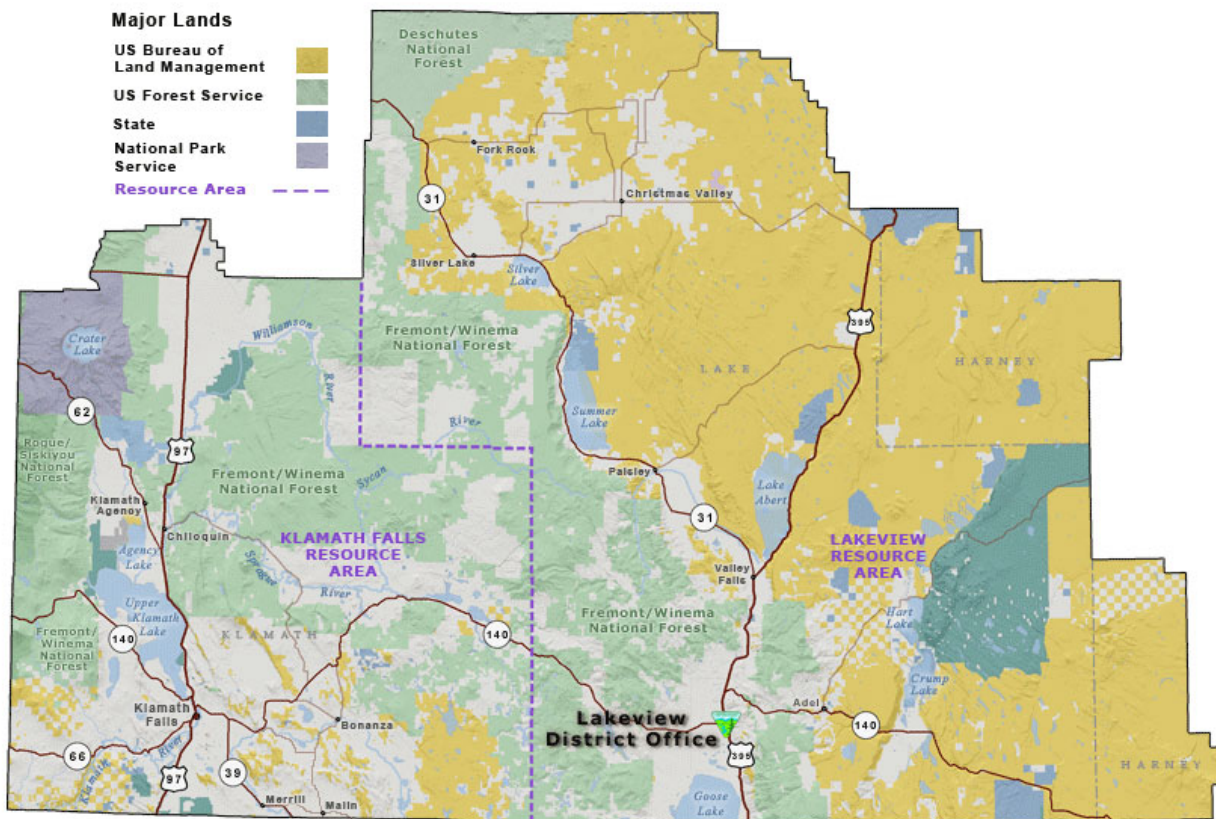 Major Lands
US Bureau of
Land Management
US Forest Service
State
National Park
Service
Resource Area
Deschutes
National
Forest
Fork Rook
Christmas Valley
31
Silver Lake
Silver
Lake
395
Crater
Lake
Williamson
River
Fremont/Winema
National Forest
LAKE
HARNEY
62
Summer
Lake
River
Rogue/
Siskiyou
National
Forest
97
Fremont/Winema
National Forest
Sycan
Paisley
Lake
Abert
Klamath
Agency
31
Chiloquin
KLAMATH FALLS
RESOURCE
AREA
LAKEVIEW
RESOURCE
AREA
Agency
Lake
Sprague
River
Valley
Falls
Upper
Klamath
Lake
Fremont/Winema
National Forest
Hart
Lake
140
KLAMATH
140
Fremont/
Winema
National
Forest
Crump
Lake
Klamath
Falls
Bonanza
Lakeview
District Office
Adel
140
66
Klamath
River
97
39
395
HARNEY
Merrill
Malin
Goose
Lake